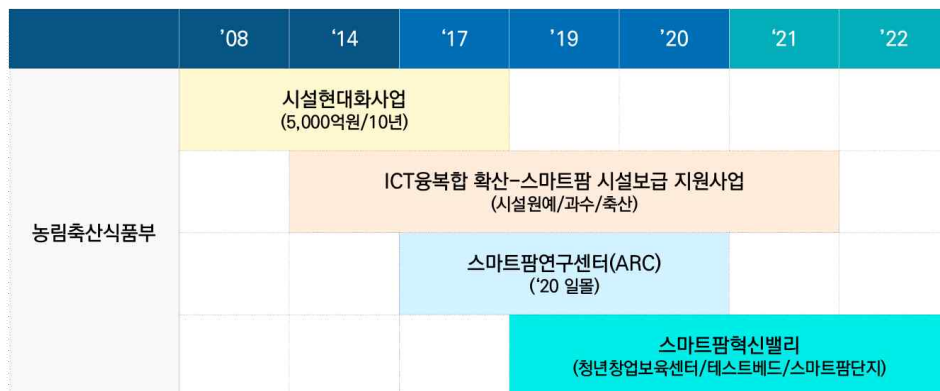 ’08 ‘14 ‘17 ’19 ’20 ‘21 ’22
시설현대화사업
(5,000억원/10년)
ICT융복합 확산-스마트팜 시설보급 지원사업
(시설원예/과수/축산)
농림축산식품부
스마트팜연구센터(ARC)
(‘20 일몰)
스마트팜혁신밸리
(청년창업보육센터/테스트베드/스마트팜단지)